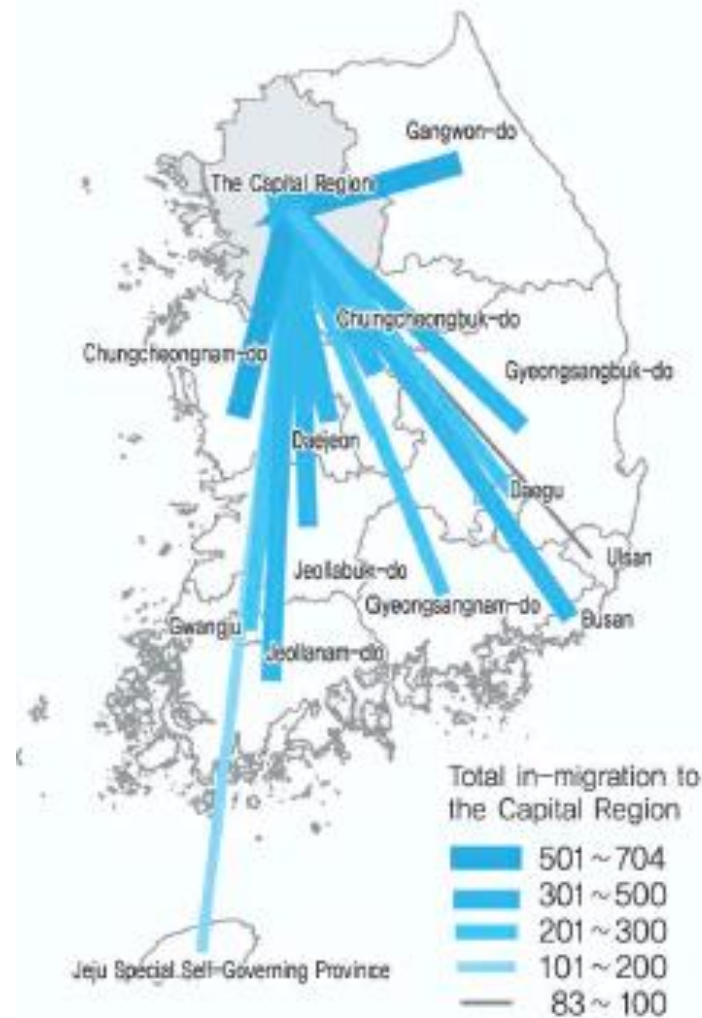 Gangwon-do
The Capital Region
Chungcheongbuk-do
Chungcheongnam-do
Gyeongsangbuk-do
Daejeon
Daegu
Ulsan
Jeollabuk-do
Gyeongsangnam-do
Busan
Gwangju
Jeollanam-do
Total in-migration to
the Capital Region
501~704
301~500
201~300
101~200
83~100
Jeju Special Self-Governing Province